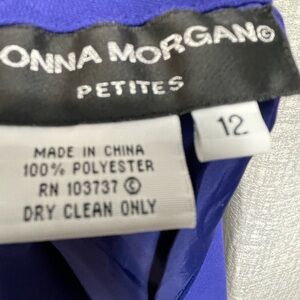 ONNA MORGAN©
PETITES
12
MADE IN CHINA
100% POLYESTER
RN 103737 ©
DRY CLEAN ONLY